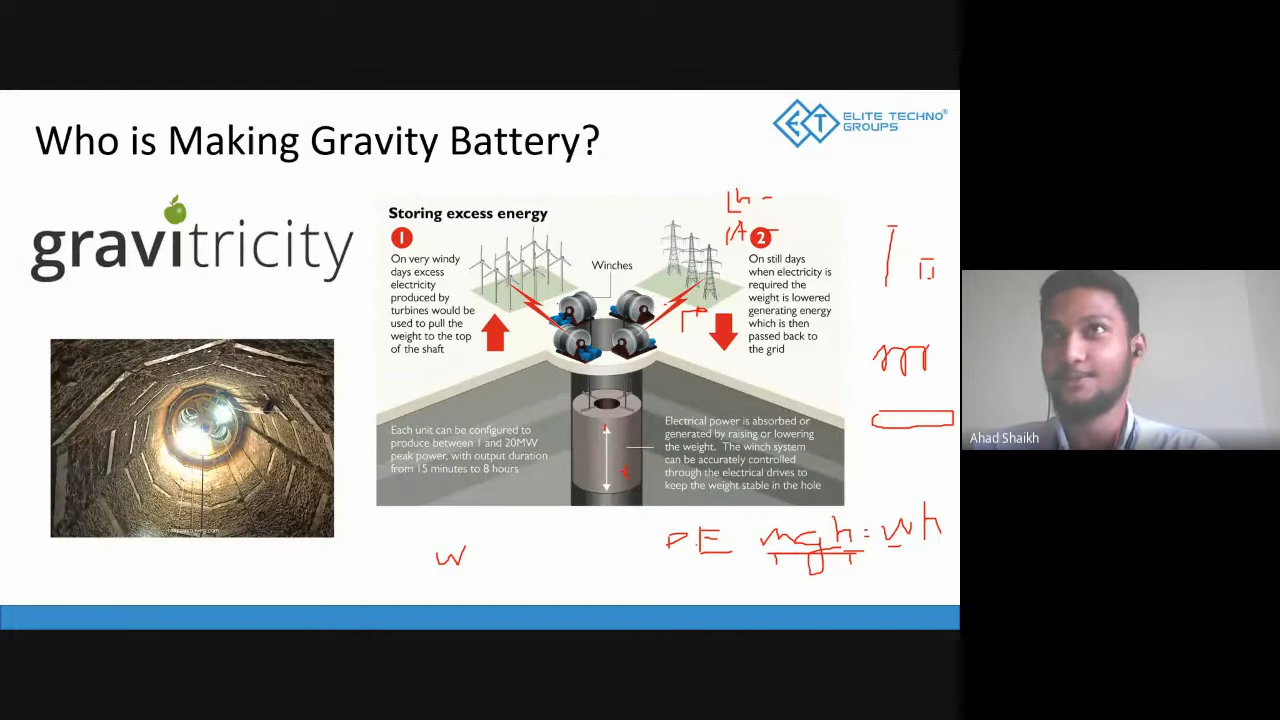 Who is Making Gravity Battery?
ELITE TECHNO
GROUPS
ET
gravitricity
Storing excess energy
1
On very windy
days excess
electricity
produced by
turbines would be
used to pull the
weight to the top
of the shaft
Winches
2
On still days
when electricity is
required the
weight is lowered
generating energy
which is then
passed back to
the grid
Each unit can be configured to
produce between 1 and 20MW
peak power, with output duration
from 15 minutes to 8 hours
Electrical power is absorbed or
generated by raising or lowering
the weight. The winch system
can be accurately controlled
through the electrical drives to
keep the weight stable in the hole
PE mgh = Wh
W
Ahad Shaikh